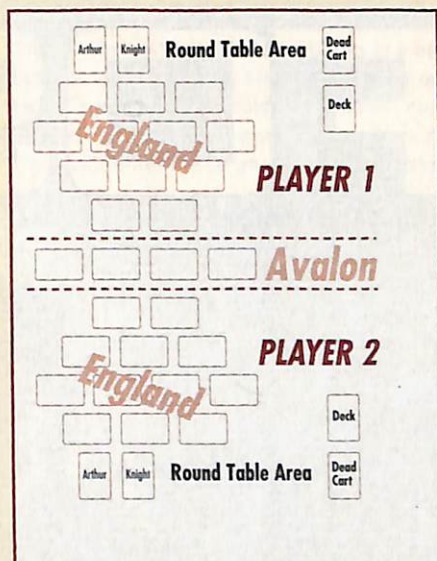 Arthur Knight Round Table Area Dead Cart
Deck
England
PLAYER 1
Avalon
PLAYER 2
England
Deck
Arthur Knight Round Table Area Dead Cart